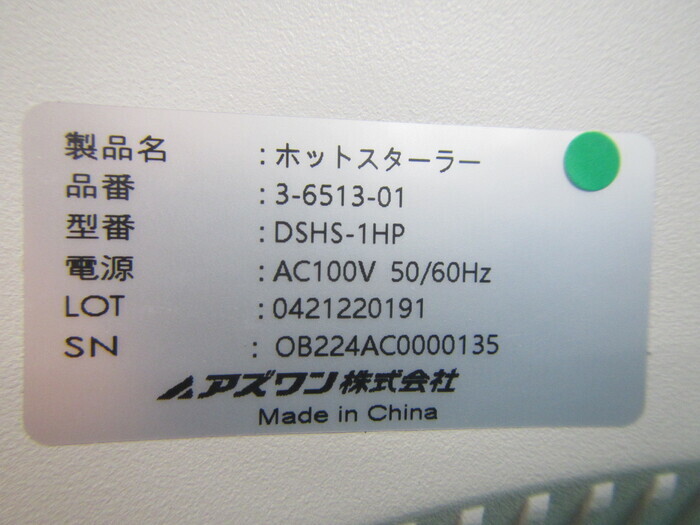 製品名 : ホットスターラー
品番 : 3-6513-01
型番 : DSHS-1HP
電源 : AC100V 50/60Hz
LOT : 0421220191
SN : OB224AC0000135
アズワン株式会社
Made in China